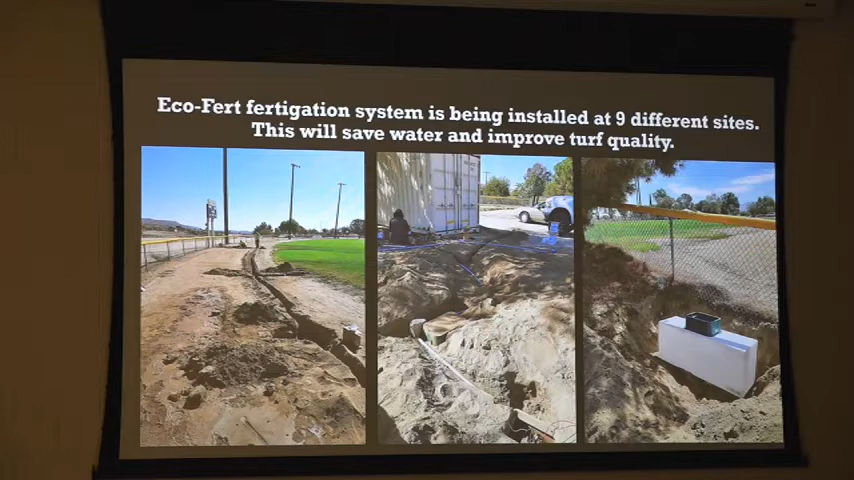 Eco-Fert fertigation system is being installed at 9 different sites.
This will save water and improve turf quality.